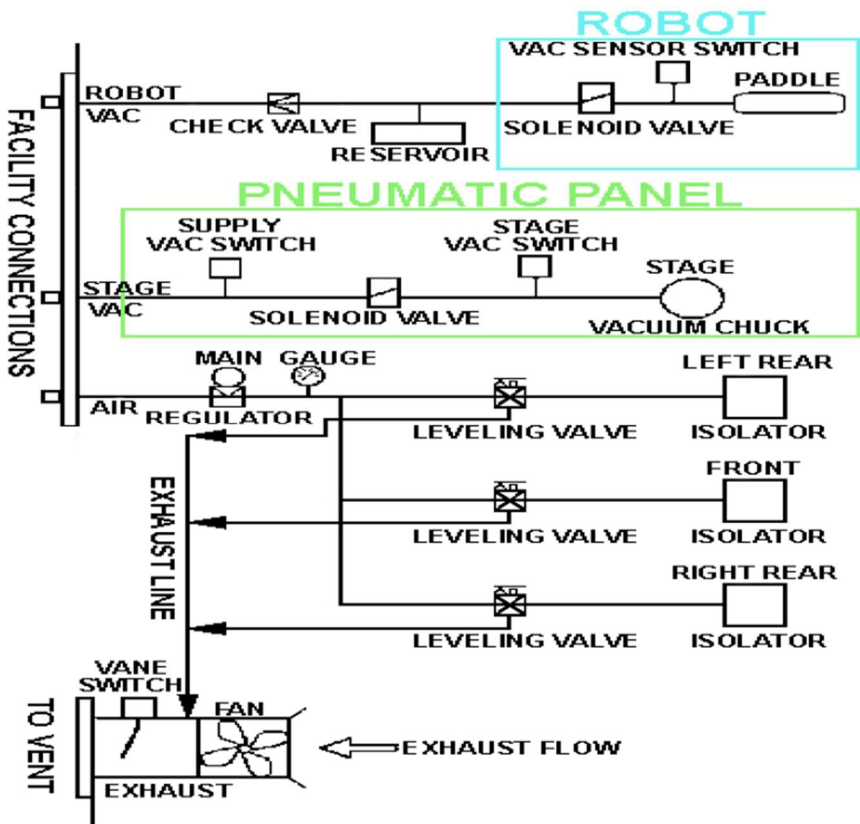 ROBOT
VAC SENSOR SWITCH
PADDLE
ROBOT
VAC
CHECK VALVE
RESERVOIR
SOLENOID VALVE
FACILITY CONNECTIONS
PNEUMATIC PANEL
SUPPLY
VAC SWITCH
STAGE
VAC SWITCH
STAGE
STAGE
VAC
SOLENOID VALVE
VACUUM CHUCK
MAIN
GAUGE
LEFT REAR
AIR
REGULATOR
LEVELING VALVE
ISOLATOR
FRONT
LEVELING VALVE
ISOLATOR
EXHAUST LINE
RIGHT REAR
LEVELING VALVE
ISOLATOR
VANE
SWITCH
FAN
TO VENT
EXHAUST FLOW
EXHAUST